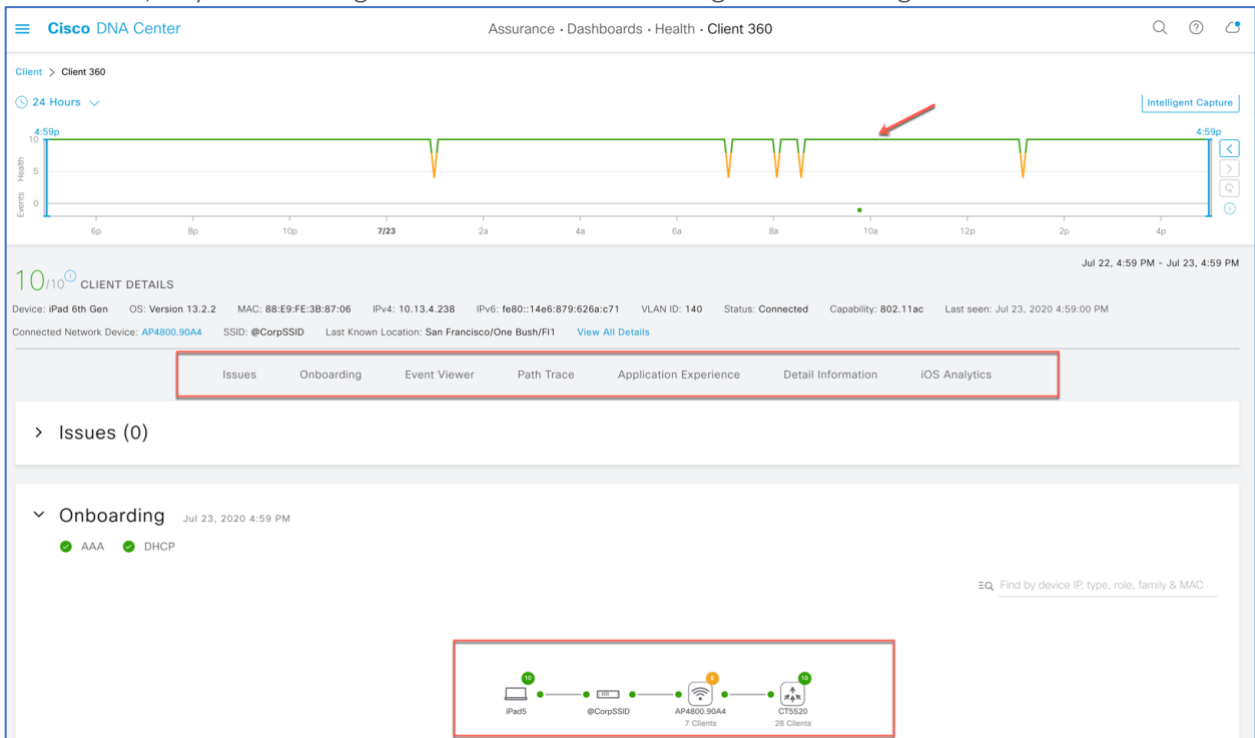 Cisco DNA Center
Assurance · Dashboards · Health · Client 360
Client > Client 360
24 Hours
Intelligent Capture
4:59p
4:59p
10
5
0
Health
Events
6p 8p 10p 7/23 2a 4a 6a 8a 10a 12p 2p 4p
Jul 22, 4:59 PM - Jul 23, 4:59 PM
10/10 CLIENT DETAILS
Device: iPad 6th Gen OS: Version 13.2.2 MAC: 88:E9:FE:3B:87:06 IPv4: 10.13.4.238 IPv6: fe80::14e6:879:626a:c71 VLAN ID: 140 Status: Connected Capability: 802.11ac Last seen: Jul 23, 2020 4:59:00 PM
Connected Network Device: AP4800.90A4 SSID: @CorpSSID Last Known Location: San Francisco/One Bush/Fl1 View All Details
Issues Onboarding Event Viewer Path Trace Application Experience Detail Information iOS Analytics
Issues (0)
Onboarding Jul 23, 2020 4:59 PM
AAA DHCP
Find by device IP, type, role, family & MAC
10 6 10
iPad5 @CorpSSID AP4800.90A4 CT5520
7 Clients 28 Clients